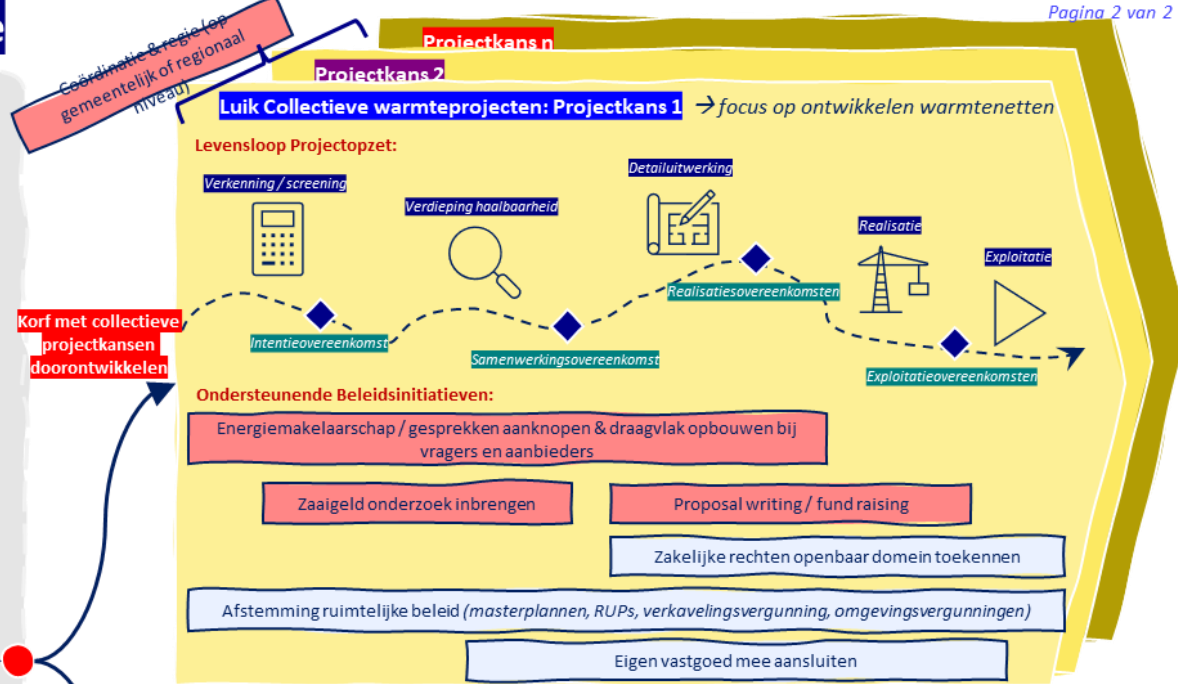 Pagina 2 van 2
Coördinatie & regie (op
gemeentelijk of regionaal
niveau)
Projectkans n
Projectkans 2
Luik Collectieve warmteprojecten: Projectkans 1 → focus op ontwikkelen warmtenetten
Levensloop Projectopzet:
Verkenning / screening
Verdieping haalbaarheid
Detailuitwerking
Realisatie
Exploitatie
Korf met collectieve
projectkansen
doorontwikkelen
Intentieovereenkomst
Samenwerkingsovereenkomst
Realisatiesovereenkomsten
Exploitatieovereenkomsten
Ondersteunende Beleidsinitiatieven:
Energiemakelaarschap / gesprekken aanknopen & draagvlak opbouwen bij
vragers en aanbieders
Zaaigeld onderzoek inbrengen
Proposal writing / fund raising
Zakelijke rechten openbaar domein toekennen
Afstemming ruimtelijke beleid (masterplannen, RUPs, verkavelingsvergunning, omgevingsvergunningen)
Eigen vastgoed mee aansluiten